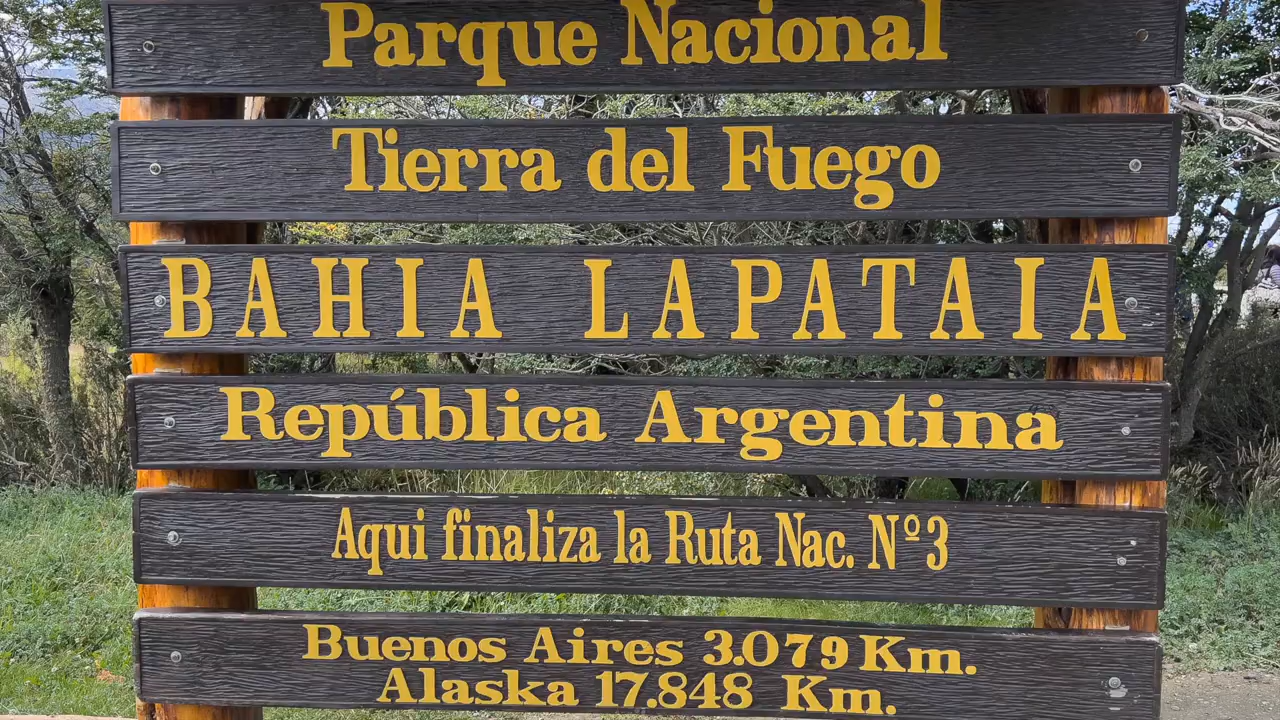 Parque Nacional
Tierra del Fuego
BAHIA LAPATAIA
República Argentina
Aqui finaliza la Ruta Nac. Nº3
Buenos Aires 3.079 Km.
Alaska 17.848 Km.